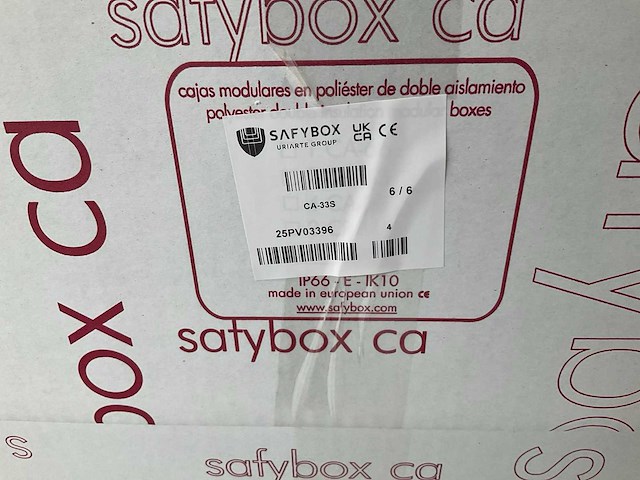 safybox ca
cajas modulares en poliéster de doble aislamiento
polyester boxes
SAFYBOX UK CA CE
URIARTE GROUP
CA-33S
6 / 6
25PV03396
4
IP66 - E - IK10
made in european union CE
www.safybox.com
safybox ca
box ca
safybox ca
s